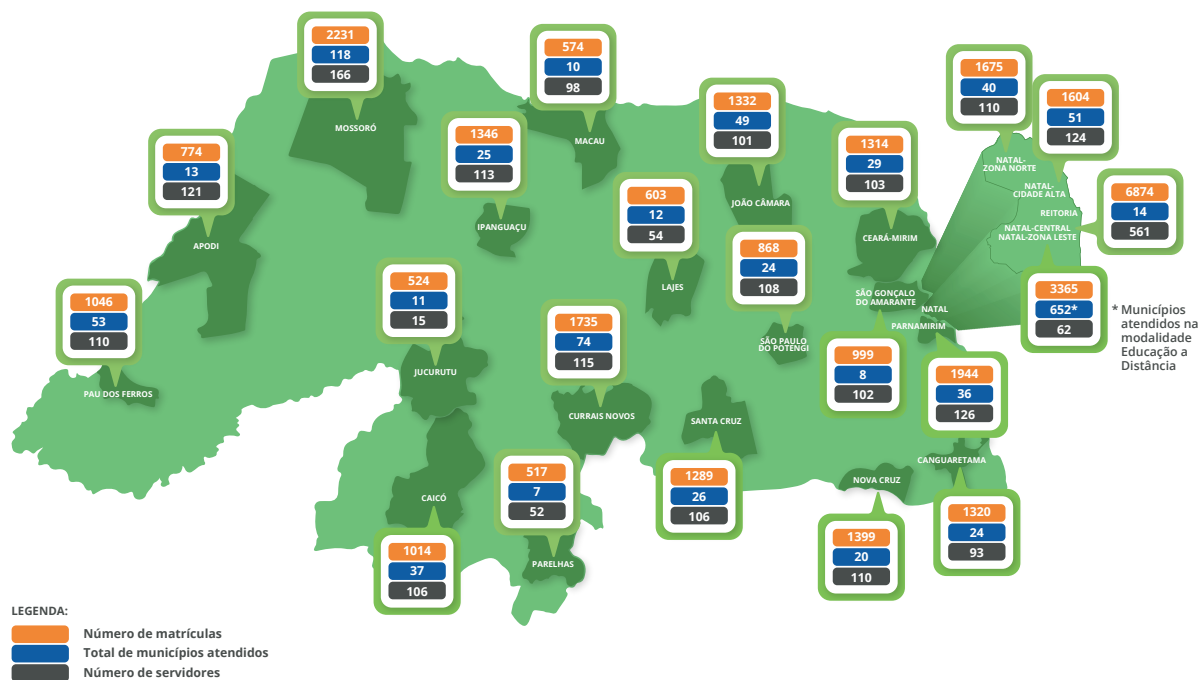 2231
118
166
MOSSORÓ
574
10
98
MACAU
1675
40
110
NATAL-
ZONA NORTE
1604
51
124
NATAL-
CIDADE ALTA
1332
49
101
JOÃO CÂMARA
1346
25
113
IPANGUAÇU
1314
29
103
CEARÁ-MIRIM
774
13
121
APODI
603
12
54
LAJES
6874
14
561
REITORIA
NATAL-CENTRAL
NATAL-ZONA LESTE
868
24
108
SÃO PAULO
DO POTENGI
524
11
15
JUCURUTU
3365
652*
62
* Municípios
atendidos na
modalidade
Educação a
Distância
1046
53
110
PAU DOS FERROS
1735
74
115
CURRAIS NOVOS
SÃO GONÇALO
DO AMARANTE
NATAL
PARNAMIRIM
999
8
102
1944
36
126
SANTA CRUZ
1289
26
106
517
7
52
PARELHAS
CAICÓ
1014
37
106
NOVA CRUZ
1399
20
110
CANGUARETAMA
1320
24
93
LEGENDA:
Número de matrículas
Total de municípios atendidos
Número de servidores